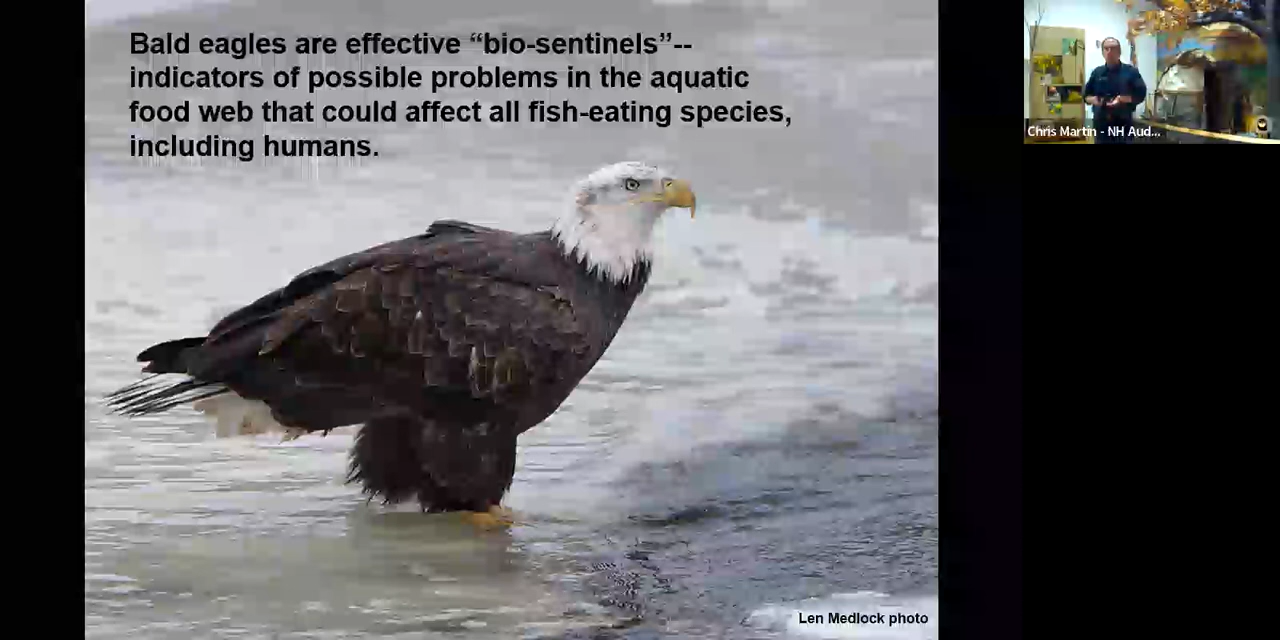 Bald eagles are effective “bio-sentinels”--
indicators of possible problems in the aquatic
food web that could affect all fish-eating species,
including humans.
Chris Martin - NH Aud...
Len Medlock photo